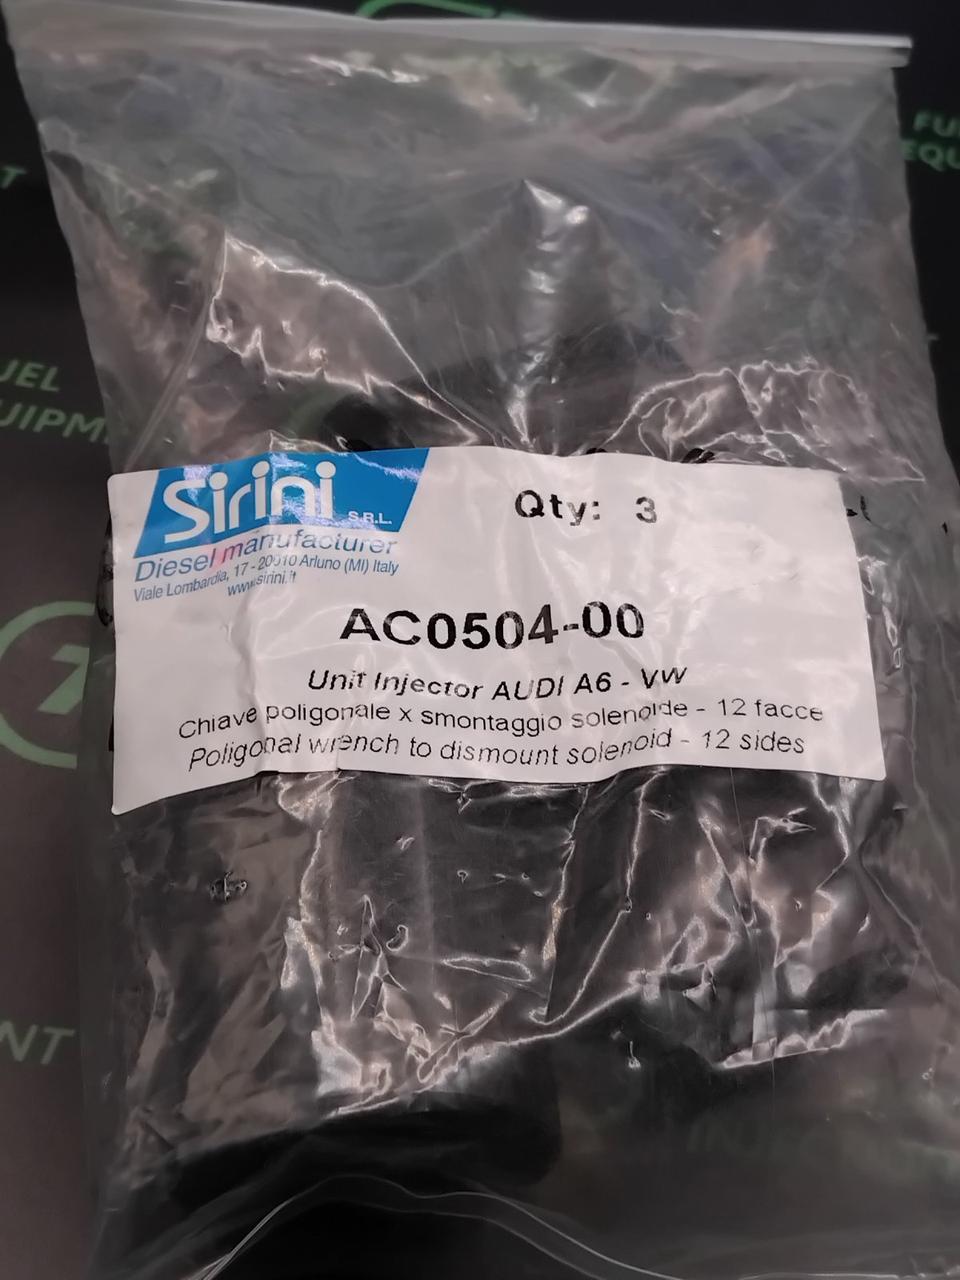 Sirini S.R.L.
Diesel manufacturer
Viale Lombardia, 17 - 20010 Arluno (MI) Italy
www.sirini.it
Qty: 3
AC0504-00
Unit Injector AUDI A6 - VW
Chiave poligonale x smontaggio solenoide - 12 facce
Poligonal wrench to dismount solenoid - 12 sides